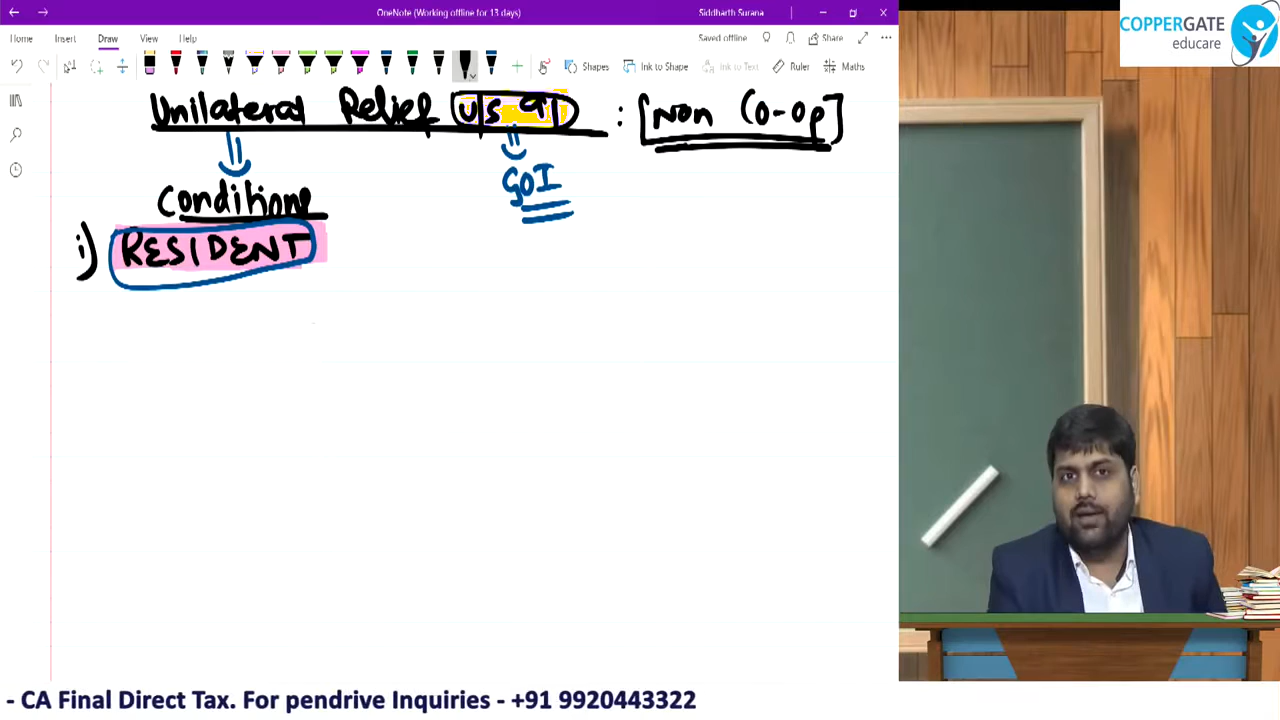 OneNote (Working offline for 13 days)
Siddharth Surana
Home Insert Draw View Help
Saved offline
Share
Shapes
Ink to Shape
Ink to Text
Ruler
Maths
COPPERGATE
educare
Unilateral Relief u/s 91 : [Non Co-op]
GOI
Conditions
i) RESIDENT
- CA Final Direct Tax. For pendrive Inquiries - +91 9920443322